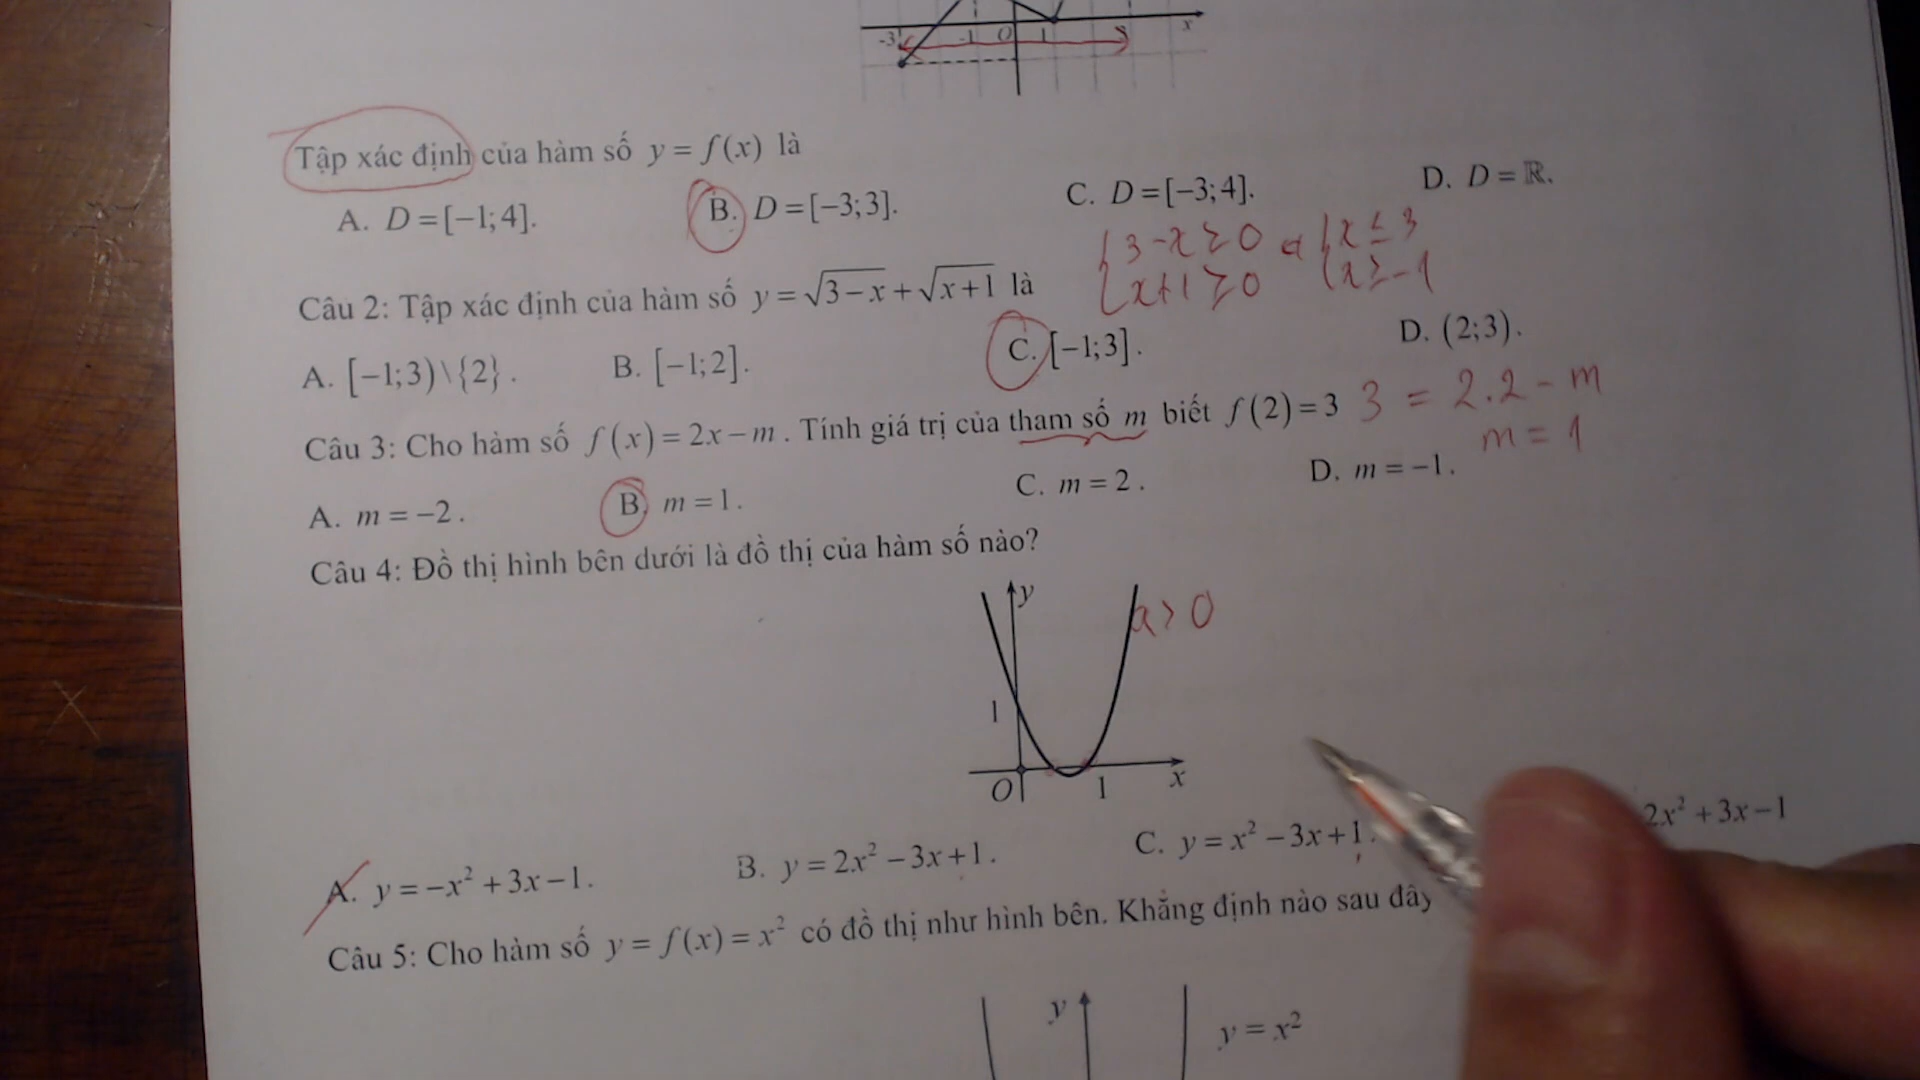 -3 -1 O 1 x
Tập xác định của hàm số y = f(x) là
A. D = [−1; 4]. B. D = [−3; 3]. C. D = [−3; 4]. D. D = ℝ.
{3 - x ≥ 0 {x ≤ 3
{x + 1 ≥ 0 {x ≥ -1
Câu 2: Tập xác định của hàm số y = √(3−x) + √(x+1) là
A. [−1;3)\{2}. B. [−1;2]. C. [−1;3]. D. (2;3).
Câu 3: Cho hàm số f(x) = 2x − m. Tính giá trị của tham số m biết f(2) = 3 3 = 2.2 - m
m = 1
A. m = −2. B. m = 1. C. m = 2. D. m = −1.
Câu 4: Đồ thị hình bên dưới là đồ thị của hàm số nào?
y
a > 0
1
O 1 x
A. y = −x² + 3x − 1. B. y = 2x² − 3x + 1. C. y = x² − 3x + 1. 2x² + 3x − 1
Câu 5: Cho hàm số y = f(x) = x² có đồ thị như hình bên. Khẳng định nào sau đây
y y = x²